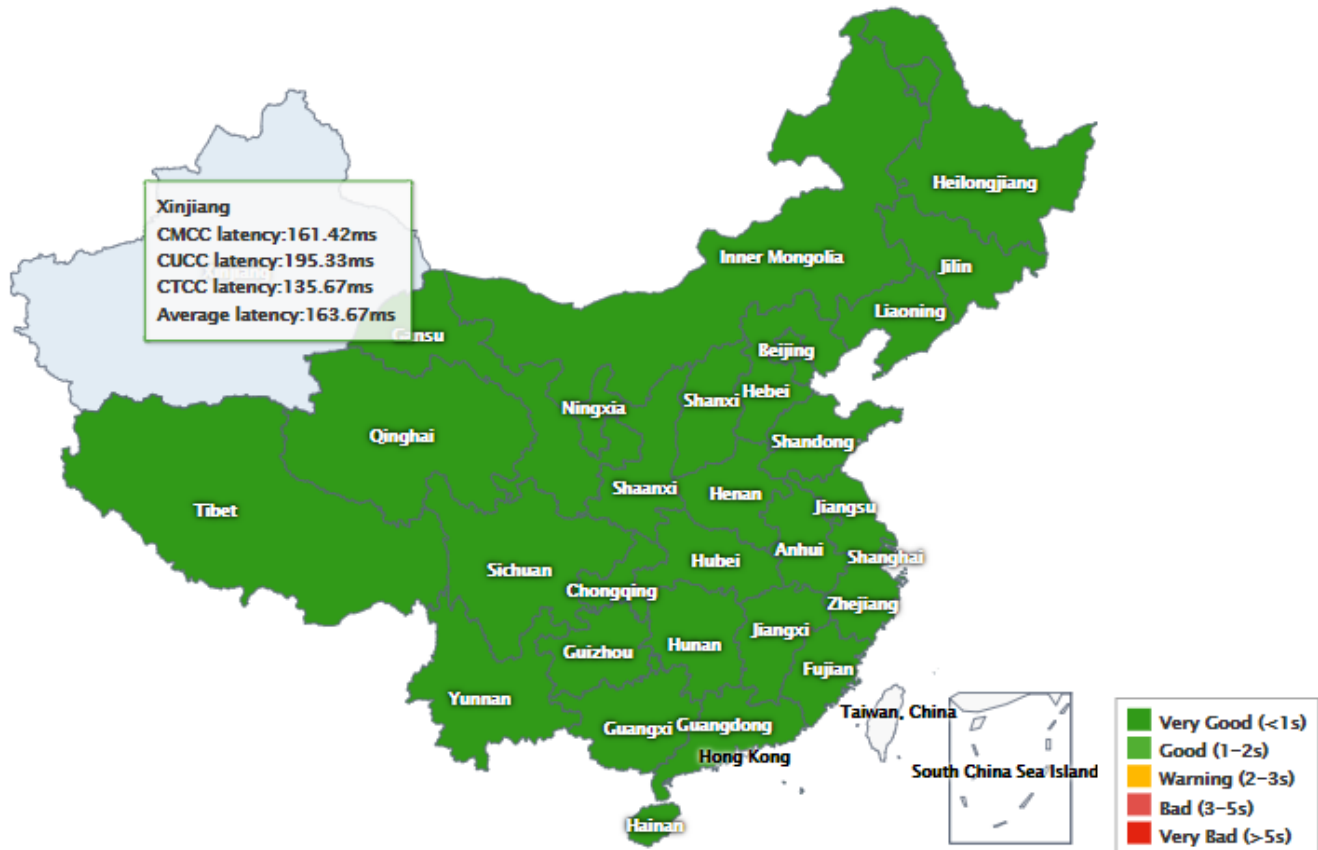 Heilongjiang
Xinjiang
CMCC latency:161.42ms
CUCC latency:195.33ms
CTCC latency:135.67ms
Average latency:163.67ms
Xinjiang
Inner Mongolia
Jilin
Liaoning
Gansu
Beijing
Hebei
Shanxi
Ningxia
Qinghai
Shandong
Shaanxi
Henan
Jiangsu
Tibet
Anhui
Shanghai
Hubei
Sichuan
Chongqing
Zhejiang
Jiangxi
Hunan
Guizhou
Fujian
Yunnan
Taiwan, China
Guangxi
Guangdong
Hong Kong
South China Sea Island
Hainan
Very Good (<1s)
Good (1-2s)
Warning (2-3s)
Bad (3-5s)
Very Bad (>5s)